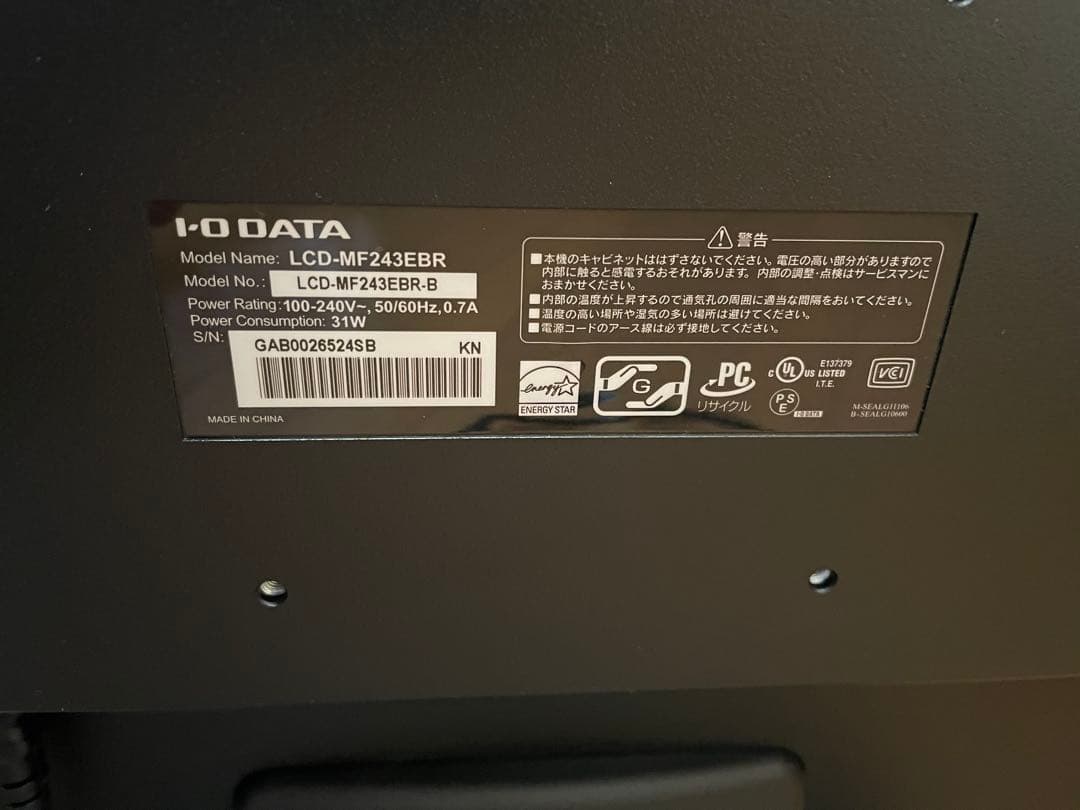 I-O DATA
Model Name: LCD-MF243EBR
Model No.: LCD-MF243EBR-B
Power Rating:100-240V~, 50/60Hz, 0.7A
Power Consumption: 31W
S/N: GAB0026524SB KN
MADE IN CHINA
警告
■本機のキャビネットははずさないでください。電圧の高い部分がありますので
内部に触ると感電するおそれがあります。 内部の調整・点検はサービスマンに
おまかせください。
■内部の温度が上昇するので通気孔の周囲に適当な間隔をおいてください。
■温度の高い場所や湿気の多い場所は避けてください。
■電源コードのアース線は必ず接地してください。
energy
ENERGY STAR
G
PC
リサイクル
c UL US LISTED
E137379
I.T.E.
PSE
I-O DATA
VCI
M-SEALG11106
B-SEALG10600